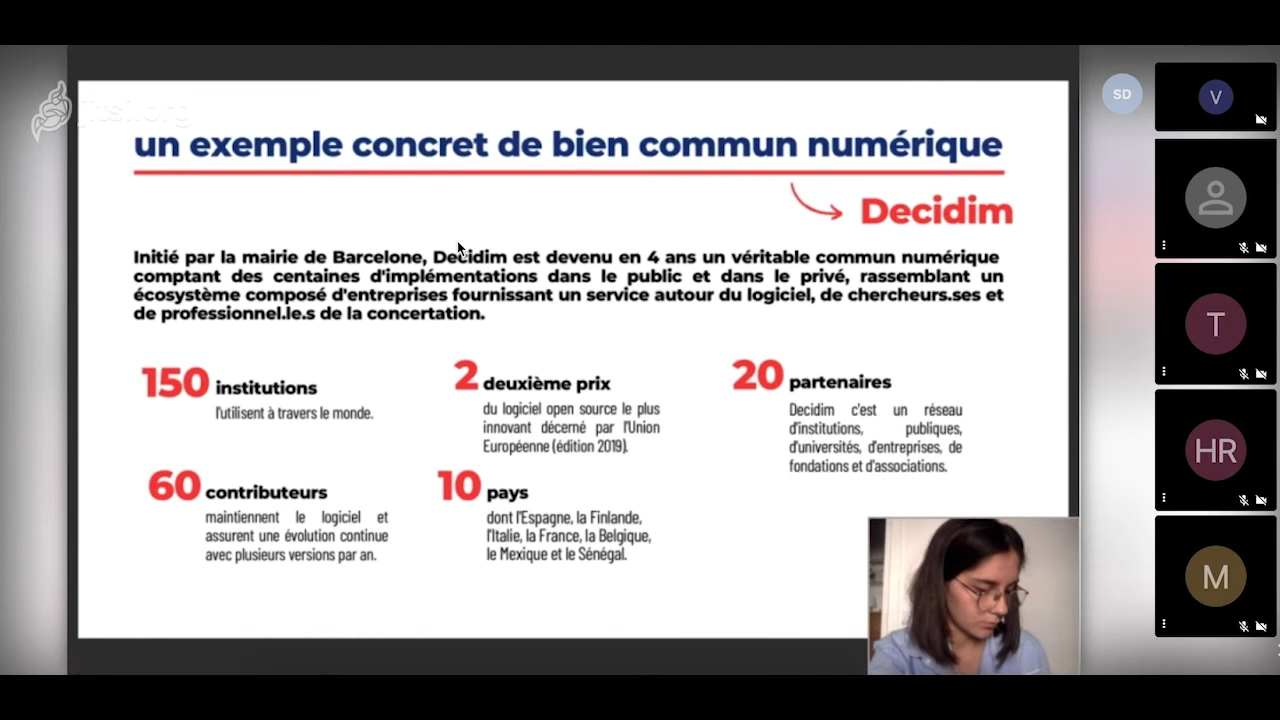 jitsi.org
un exemple concret de bien commun numérique
Decidim
Initié par la mairie de Barcelone, Decidim est devenu en 4 ans un véritable commun numérique
comptant des centaines d'implémentations dans le public et dans le privé, rassemblant un
écosystème composé d'entreprises fournissant un service autour du logiciel, de chercheurs.ses et
de professionnel.le.s de la concertation.
150 institutions
l'utilisent à travers le monde.
2 deuxième prix
du logiciel open source le plus
innovant décerné par l'Union
Européenne (édition 2019).
20 partenaires
Decidim c'est un réseau
d'institutions, publiques,
d'universités, d'entreprises, de
fondations et d'associations.
60 contributeurs
maintiennent le logiciel et
assurent une évolution continue
avec plusieurs versions par an.
10 pays
dont l'Espagne, la Finlande,
l'Italie, la France, la Belgique,
le Mexique et le Sénégal.
SD
V
T
HR
M